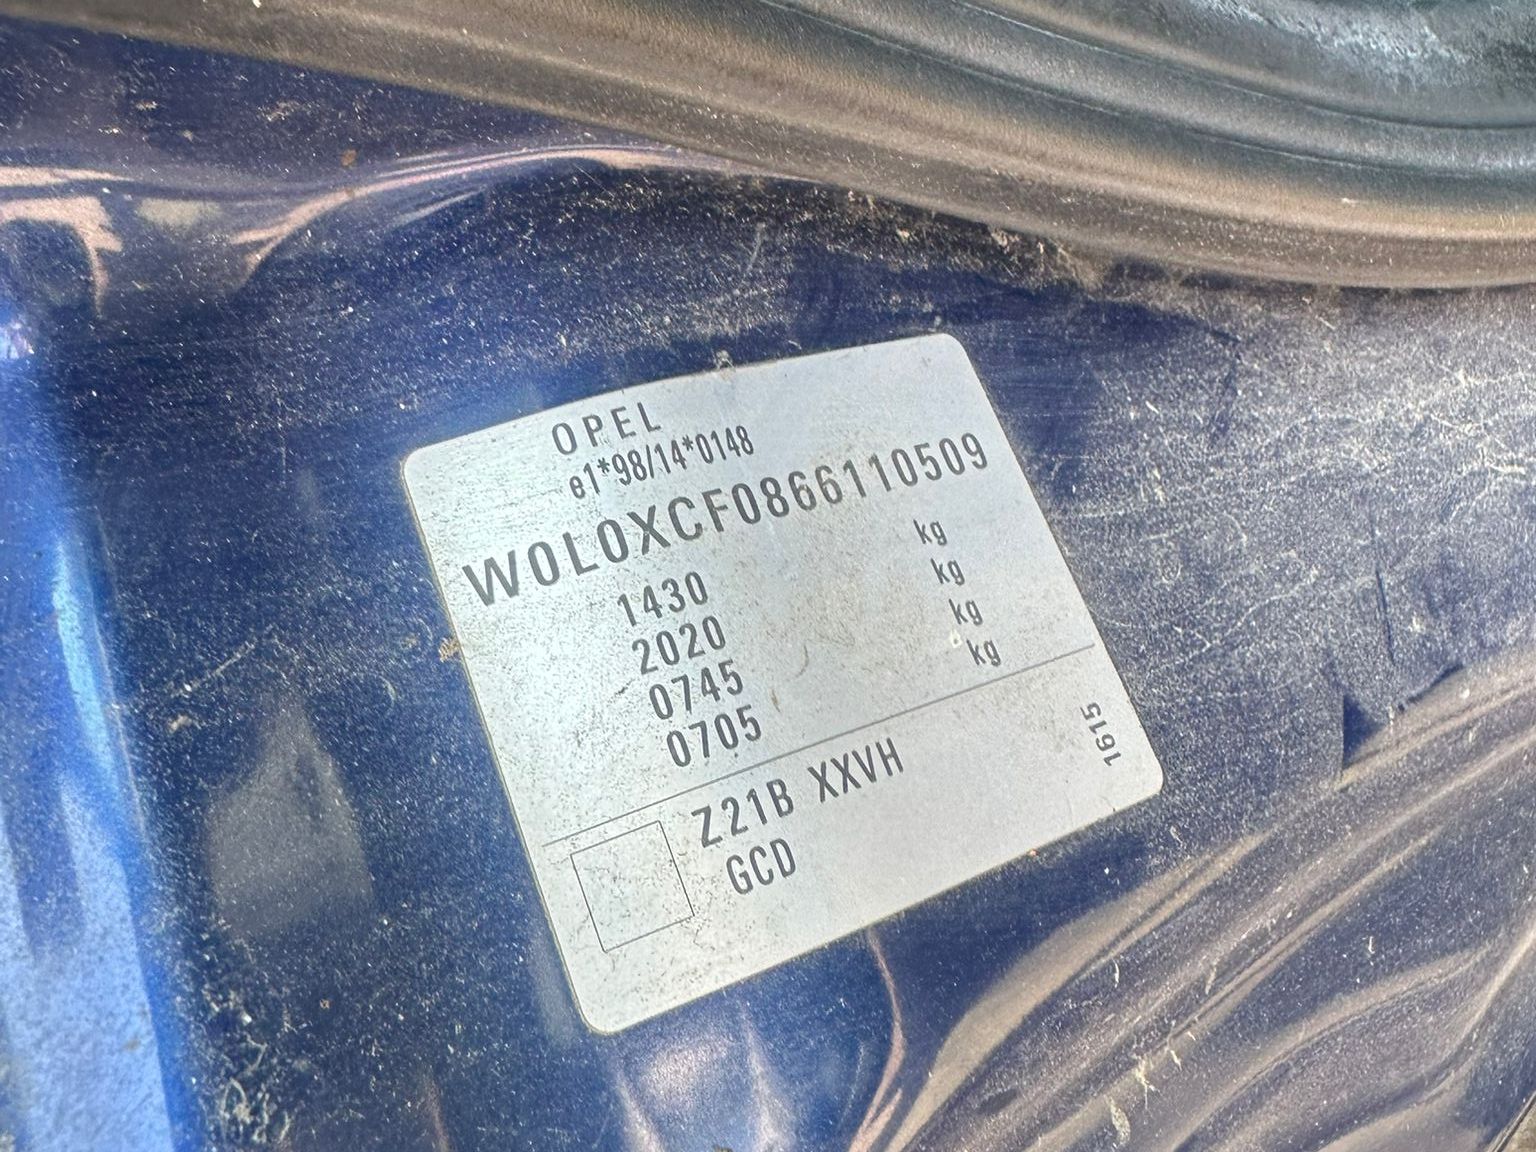 OPEL
e1*98/14*0148
W0L0XCF0866110509
1430 kg
2020 kg
0745 kg
0705 kg
Z21B XXVH
GCD
1615